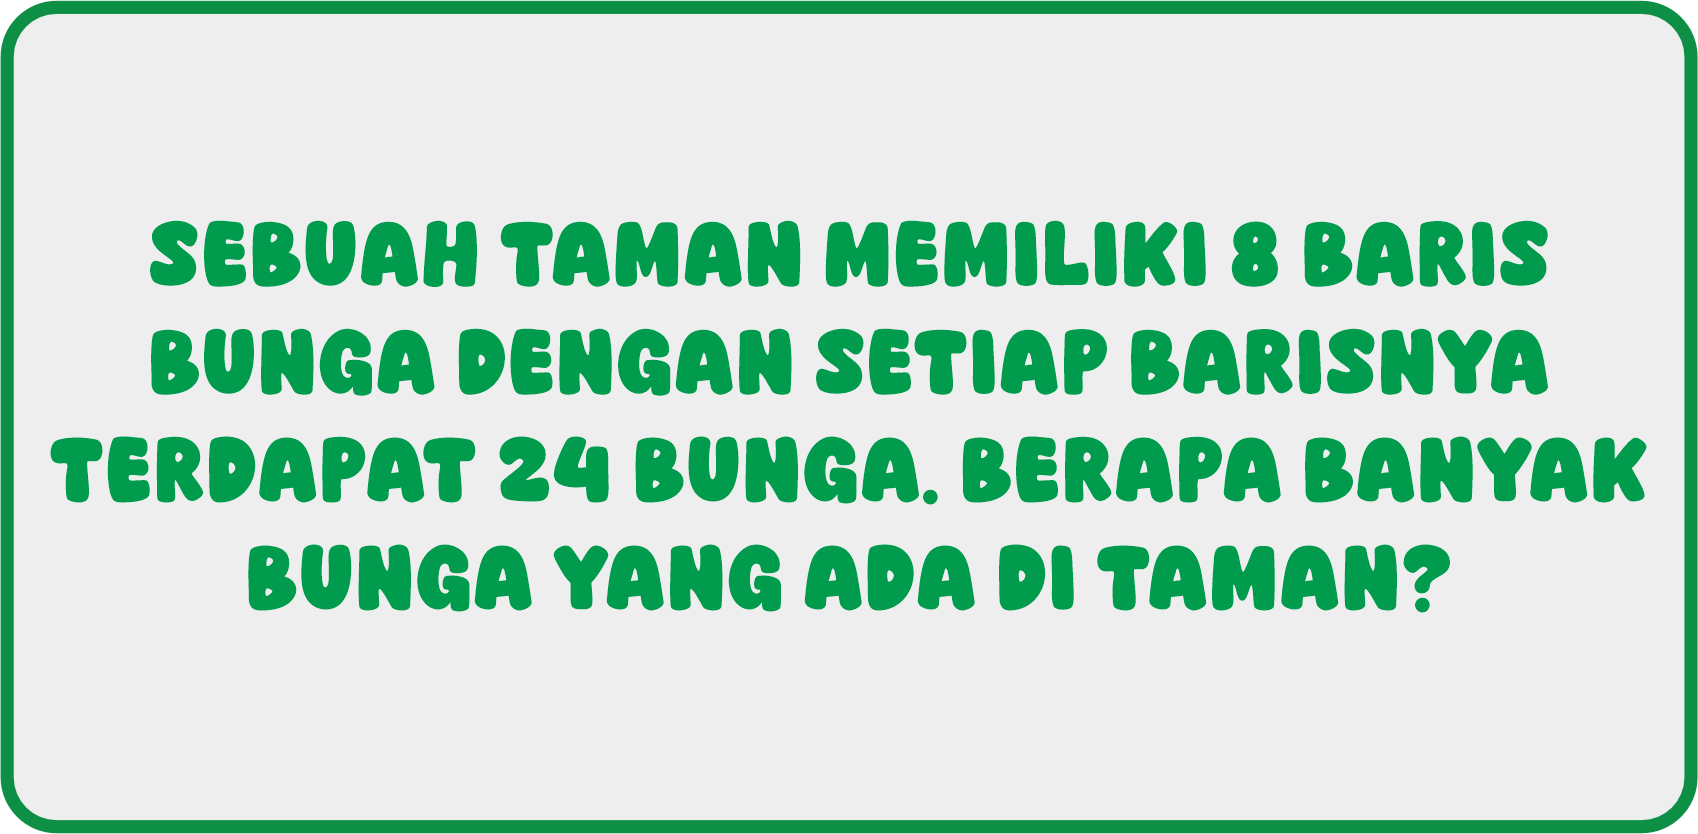 SEBUAH TAMAN MEMILIKI 8 BARIS
BUNGA DENGAN SETIAP BARISNYA
TERDAPAT 24 BUNGA. BERAPA BANYAK
BUNGA YANG ADA DI TAMAN?